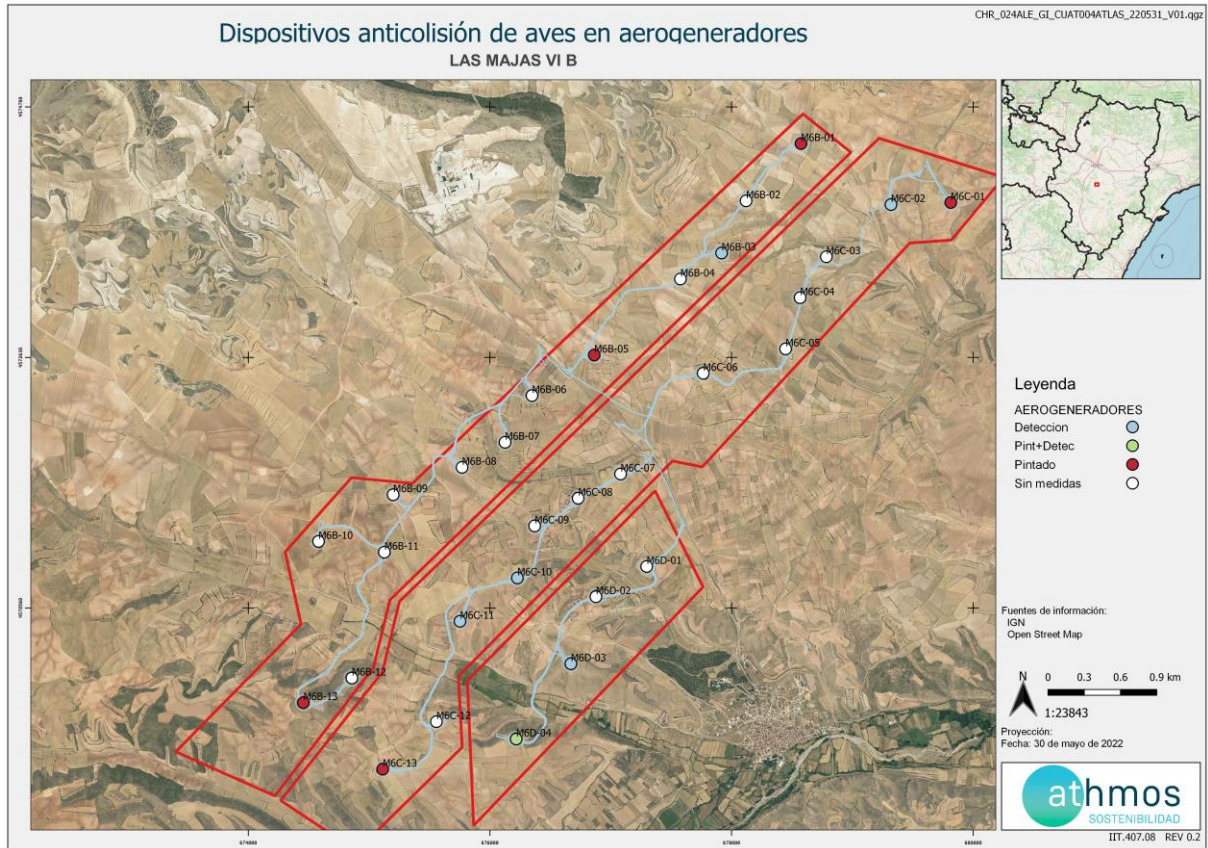 CHR_024ALE_GI_CUAT004ATLAS_220531_V01.qgz
Dispositivos anticolisión de aves en aerogeneradores
LAS MAJAS VI B
M6B-01
M6B-02
M6C-02
M6C-01
M6B-03
M6C-03
M6B-04
M6C-04
M6B-05
M6C-05
M6C-06
M6B-06
M6B-07
M6B-08
M6C-07
M6B-09
M6C-08
M6C-09
M6B-10
M6B-11
M6D-01
M6C-10
M6D-02
M6C-11
M6D-03
M6B-12
M6B-13
M6C-12
M6D-04
M6C-13
674000
676000
Leyenda
AEROGENERADORES
Deteccion
Pint+Detec
Pintado
Sin medidas
Fuentes de información:
IGN
Open Street Map
N
0 0.3 0.6 0.9 km
1:23843
Proyección:
Fecha: 30 de mayo de 2022
athmos
SOSTENIBILIDAD
IIT.407.08 REV 0.2